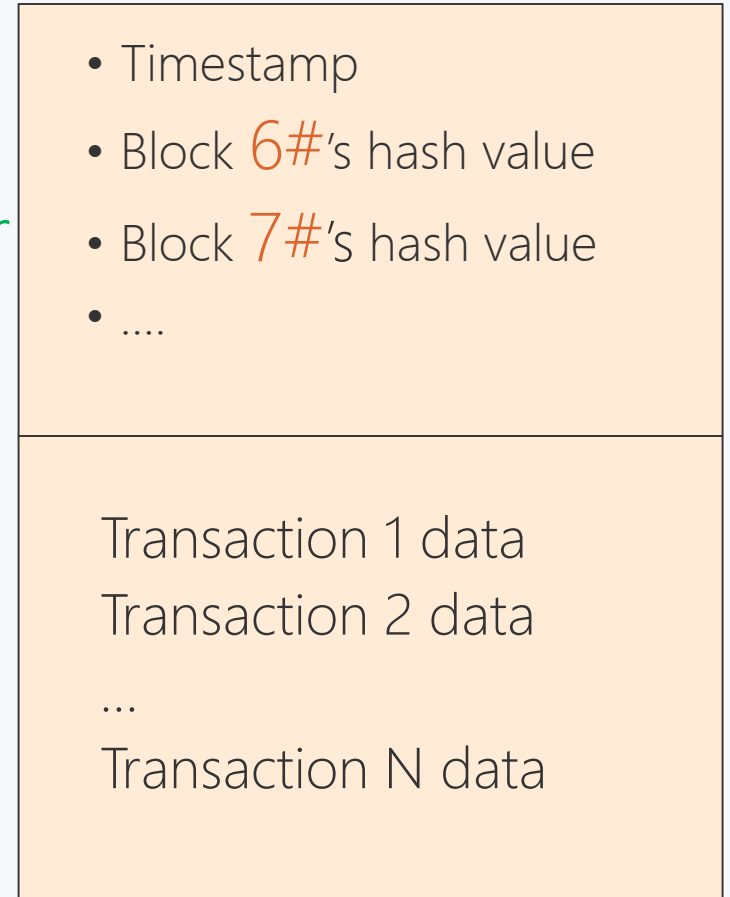 • Timestamp
• Block 6#'s hash value
• Block 7#'s hash value
• ....
Transaction 1 data
Transaction 2 data
...
Transaction N data